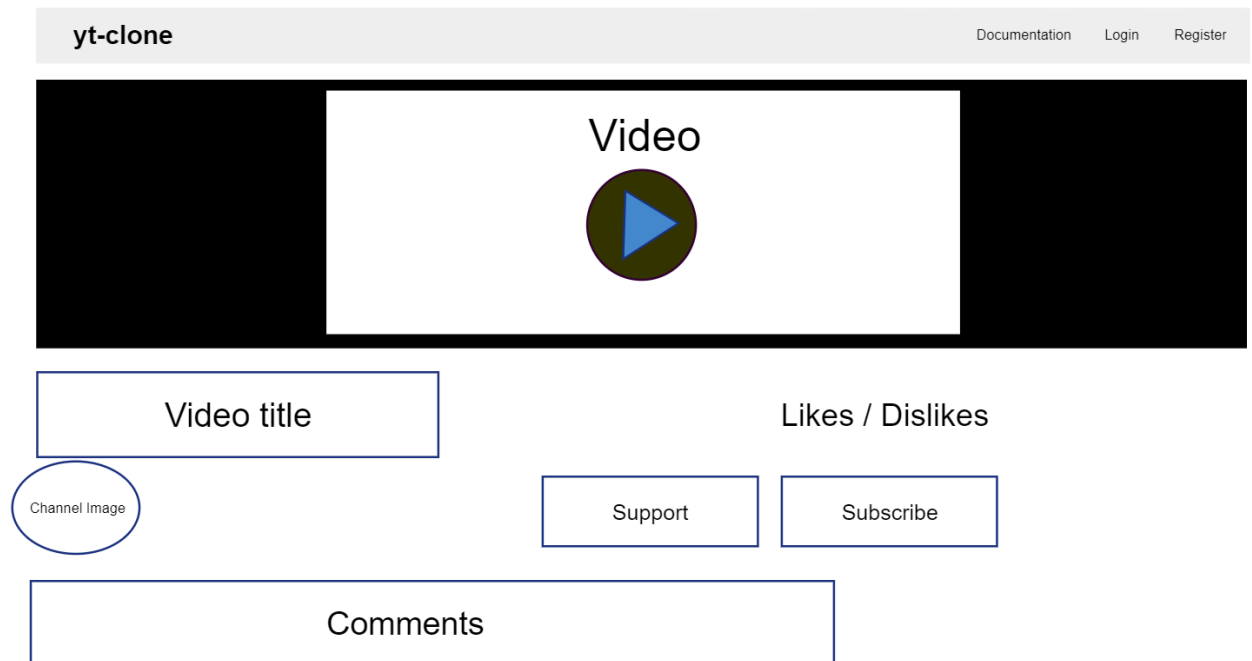 yt-clone
Documentation Login Register
Video
Video title
Likes / Dislikes
Channel Image
Support
Subscribe
Comments